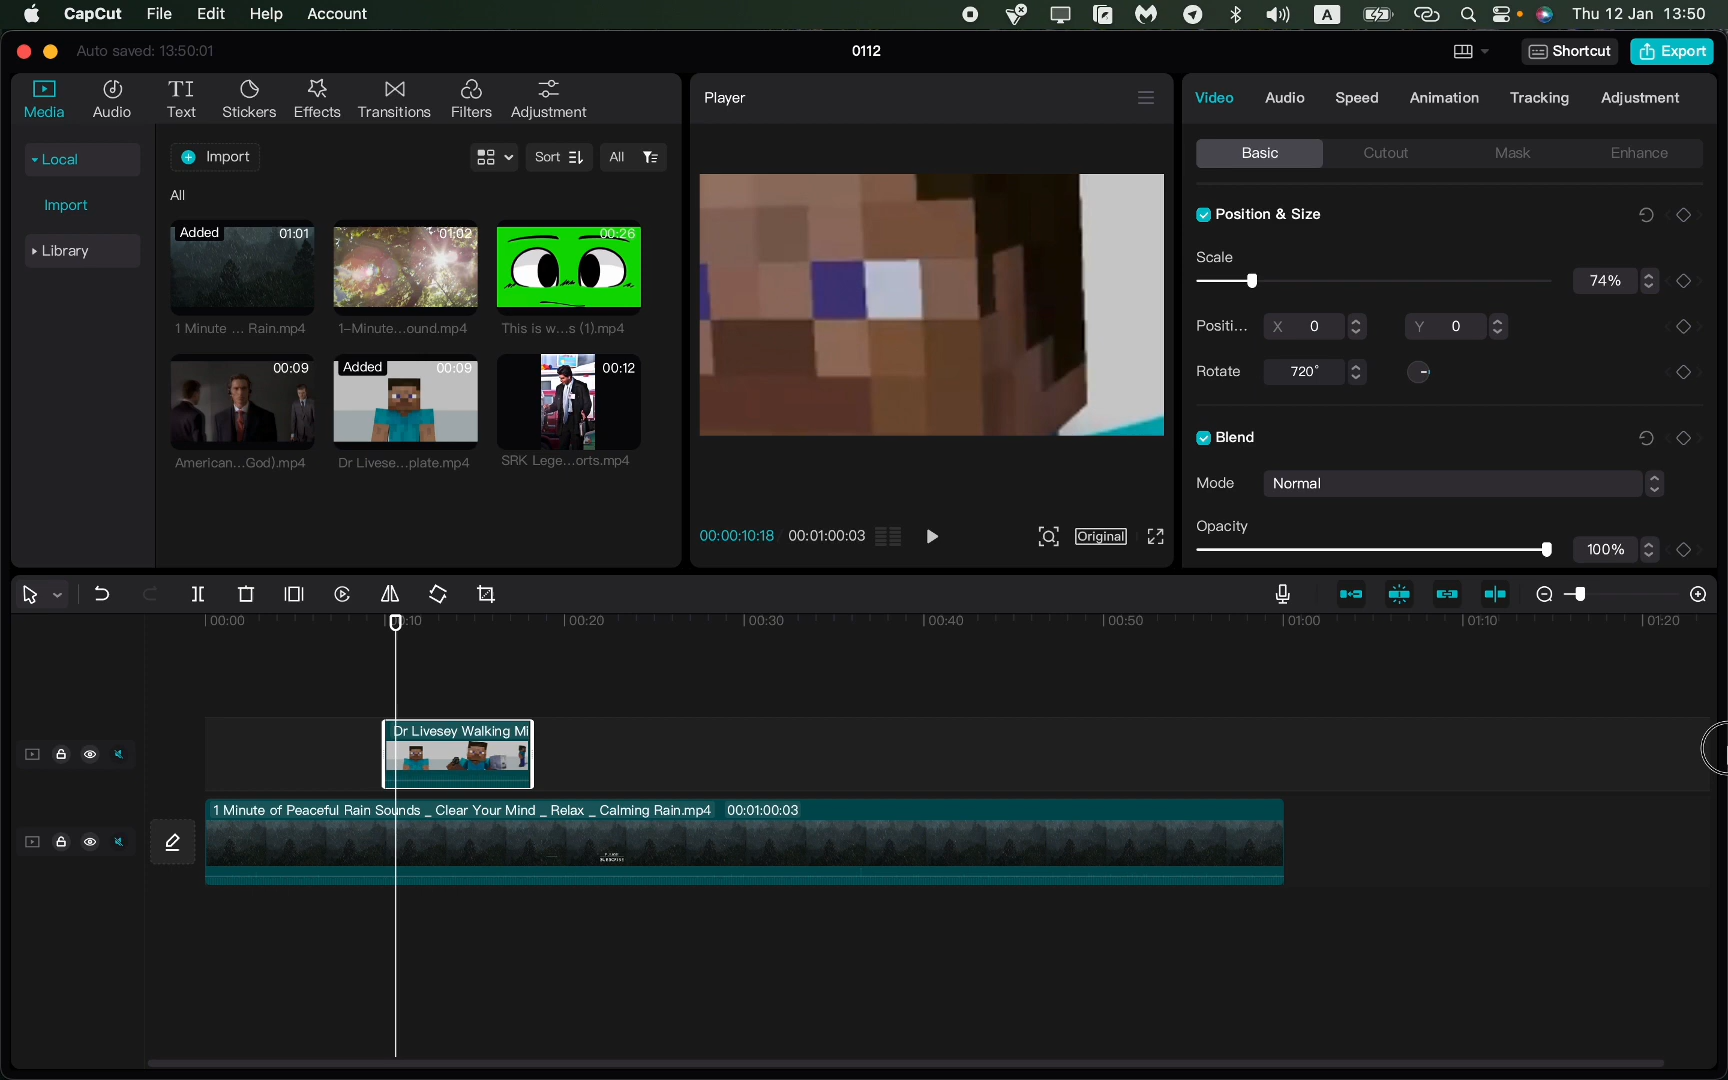 CapCut File Edit Help Account
A Thu 12 Jan 13:50
Auto saved: 13:50:01
0112
Shortcut
Export
Media
Audio
Text
Stickers
Effects
Transitions
Filters
Adjustment
Local
Import
Library
Import
Sort
All
All
Added 01:01
1 Minute ... Rain.mp4
01:02
1-Minute...ound.mp4
00:26
This is w...s (1).mp4
00:09
American...God).mp4
Added 00:09
Dr Livese...plate.mp4
00:12
SRK Lege...orts.mp4
Player
00:00:10:18 / 00:01:00:03
Original
Video Audio Speed Animation Tracking Adjustment
Basic Cutout Mask Enhance
Position & Size
Scale
74%
Positi... X 0 Y 0
Rotate 720°
Blend
Mode Normal
Opacity
100%
00:00 00:10 00:20 00:30 00:40 00:50 01:00 01:10 01:20
Dr Livesey Walking Mi
1 Minute of Peaceful Rain Sounds _ Clear Your Mind _ Relax _ Calming Rain.mp4 00:01:00:03
SUBSCRIBE